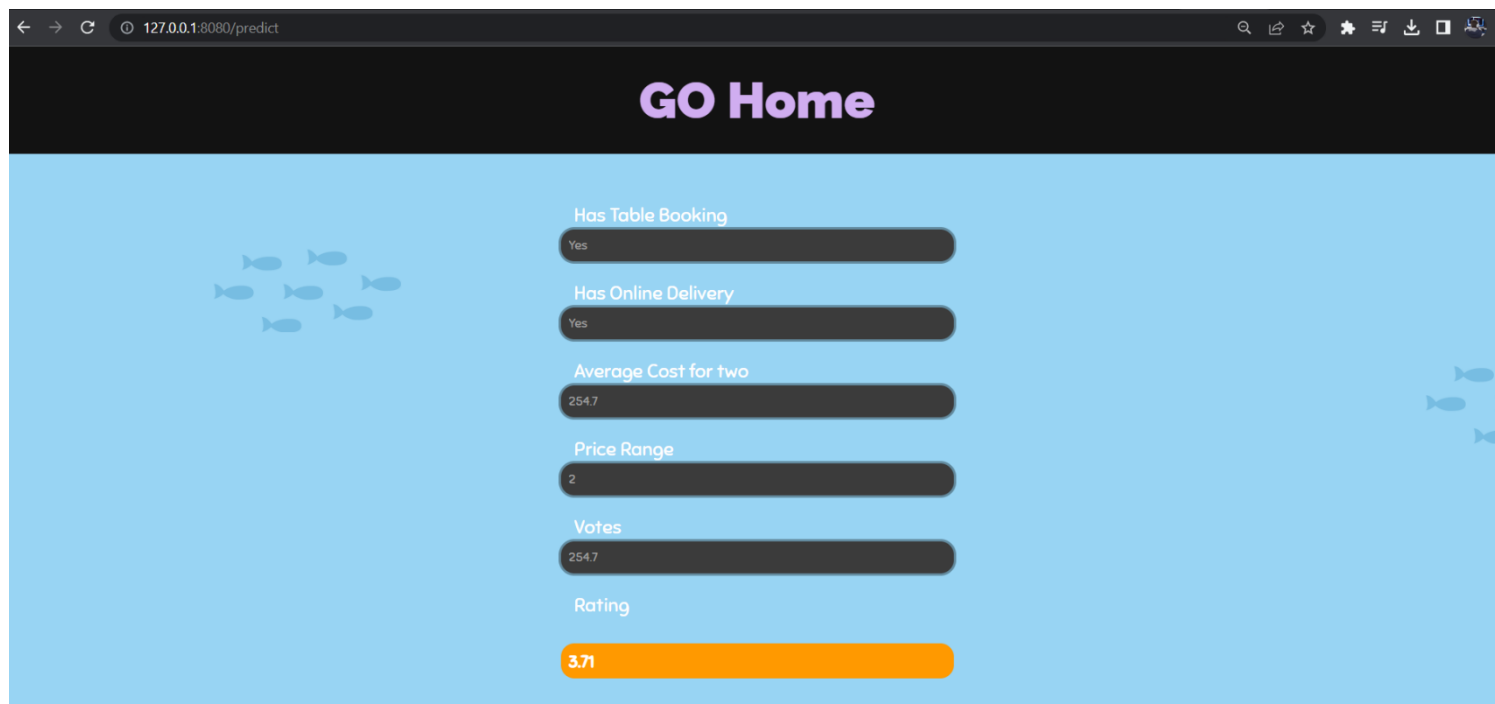 127.0.0.1:8080/predict
GO Home
Has Table Booking
Yes
Has Online Delivery
Yes
Average Cost for two
254.7
Price Range
2
Votes
254.7
Rating
3.71